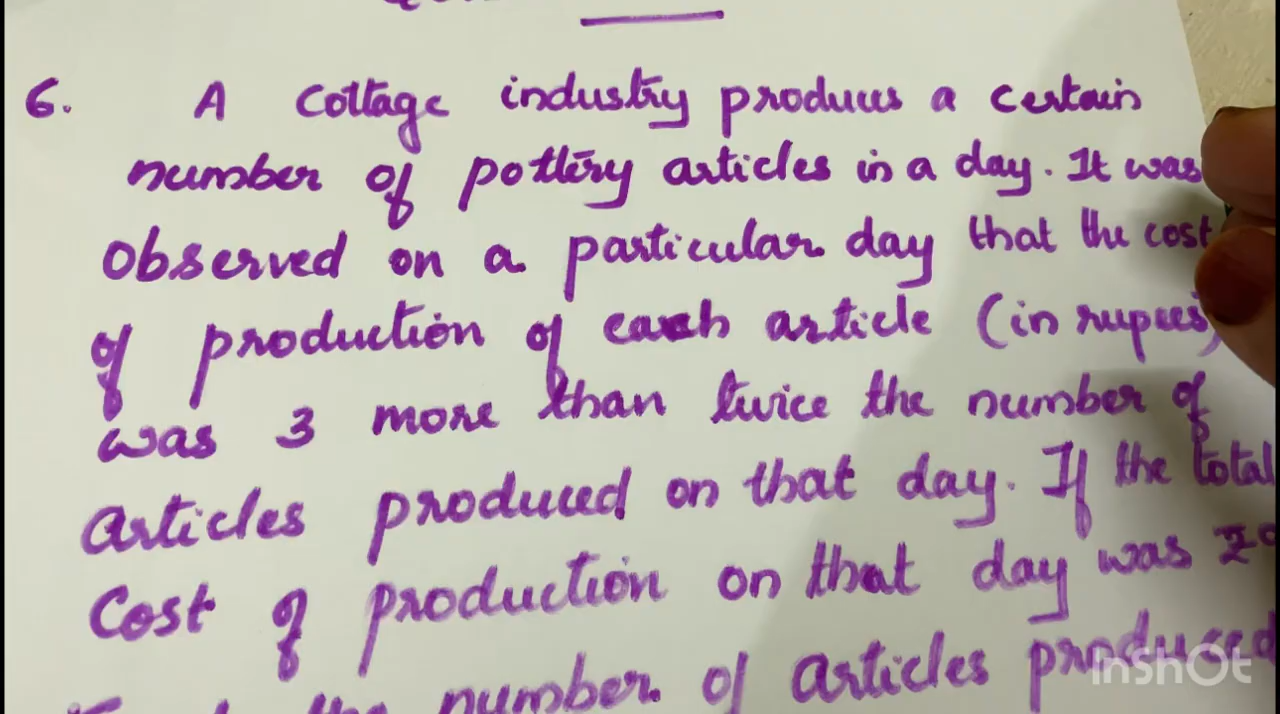 6. A Cottage industry produces a certain
number of pottery articles in a day. It was
observed on a particular day that the cost
of production of each article (in rupees)
was 3 more than twice the number of
articles produced on that day. If the total
Cost of production on that day was
the number of articles produced
InshOt